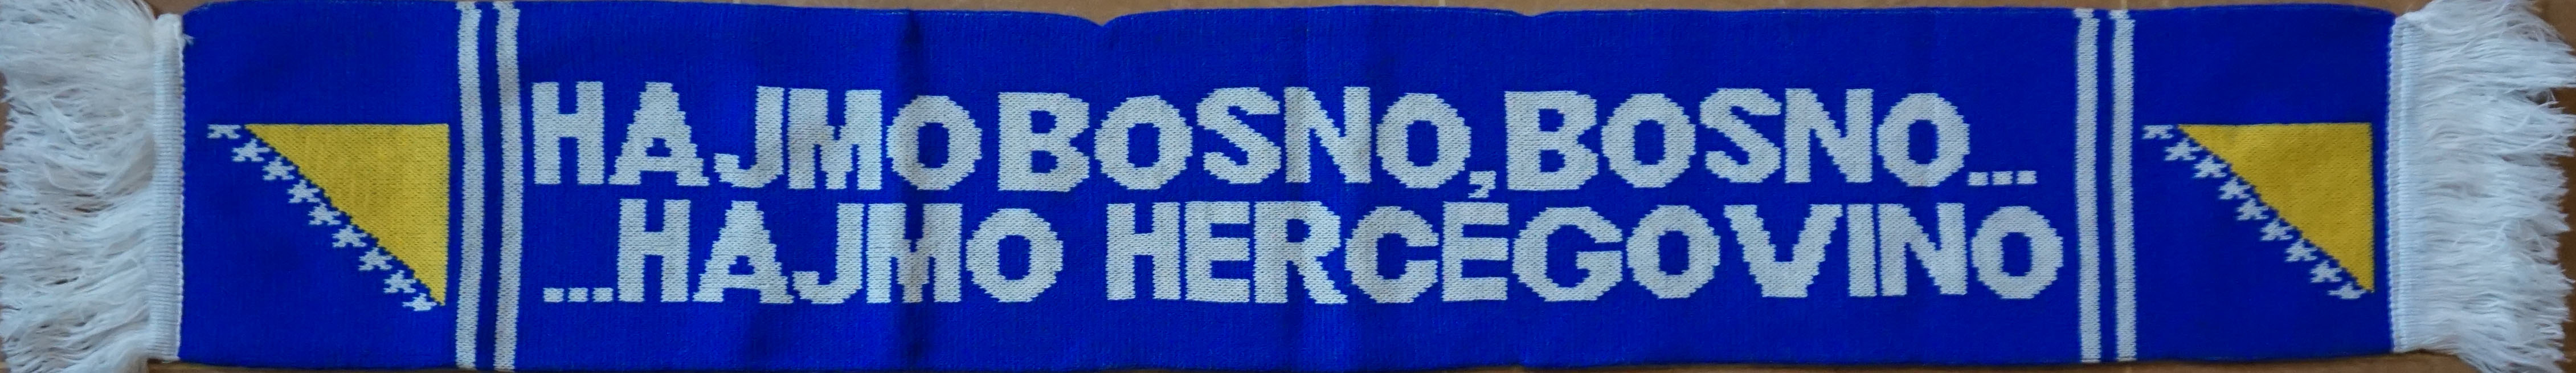 HAJMO BOSNO, BOSNO...
...HAJMO HERCEGOVINO